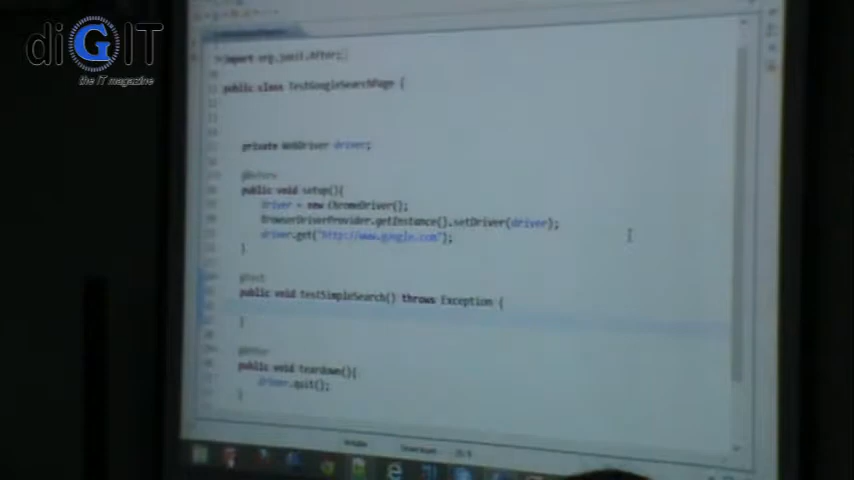 diGIT
the IT magazine
import org.junit.After;
public class TestGoogleSearchPage {
private WebDriver driver;
@Before
public void setup(){
driver = new ChromeDriver();
BrowserDriverProvider.getInstance().setDriver(driver);
driver.get("http://www.google.com");
}
@Test
public void testSimpleSearch() throws Exception {
}
@After
public void teardown(){
driver.quit();
}